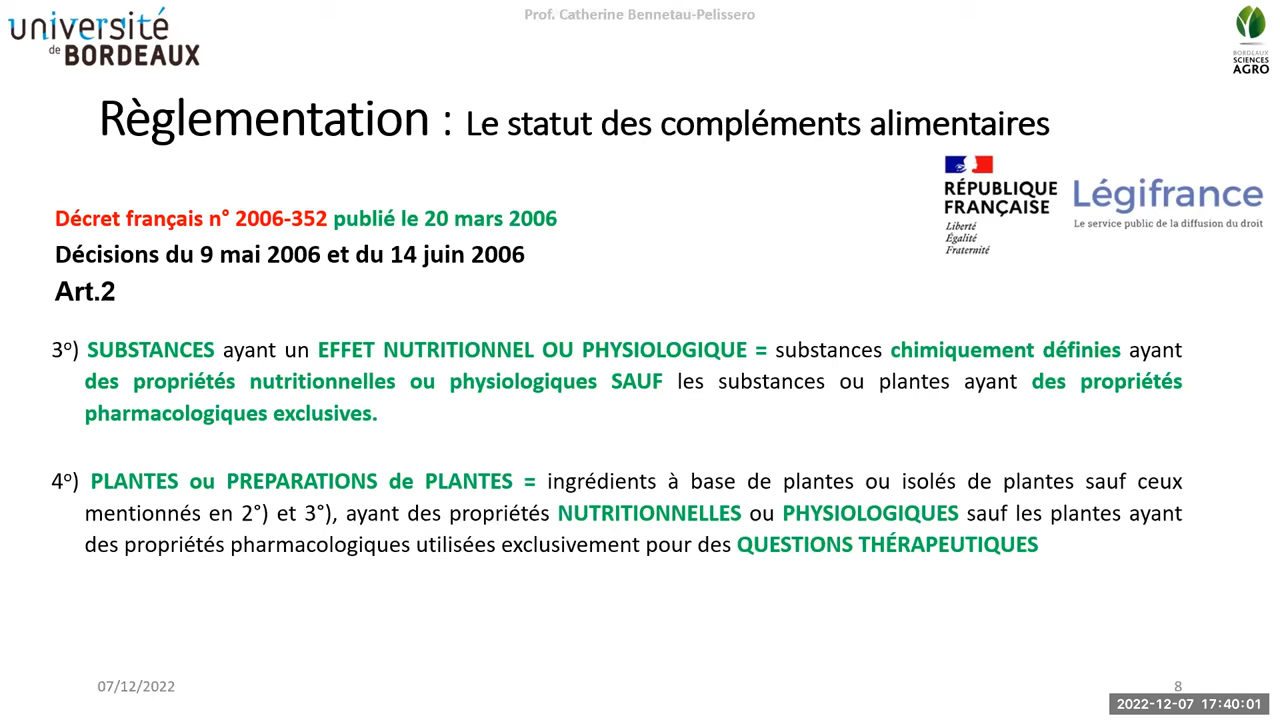 Prof. Catherine Bennetau-Pelissero
université
de BORDEAUX
BORDEAUX
SCIENCES
AGRO
Règlementation : Le statut des compléments alimentaires
RÉPUBLIQUE
FRANÇAISE
Liberté
Égalité
Fraternité
Légifrance
Le service public de la diffusion du droit
Décret français n° 2006-352 publié le 20 mars 2006
Décisions du 9 mai 2006 et du 14 juin 2006
Art.2
3º) SUBSTANCES ayant un EFFET NUTRITIONNEL OU PHYSIOLOGIQUE = substances chimiquement définies ayant
des propriétés nutritionnelles ou physiologiques SAUF les substances ou plantes ayant des propriétés
pharmacologiques exclusives.
4º) PLANTES ou PREPARATIONS de PLANTES = ingrédients à base de plantes ou isolés de plantes sauf ceux
mentionnés en 2°) et 3°), ayant des propriétés NUTRITIONNELLES ou PHYSIOLOGIQUES sauf les plantes ayant
des propriétés pharmacologiques utilisées exclusivement pour des QUESTIONS THÉRAPEUTIQUES
07/12/2022
8
2022-12-07 17:40:01